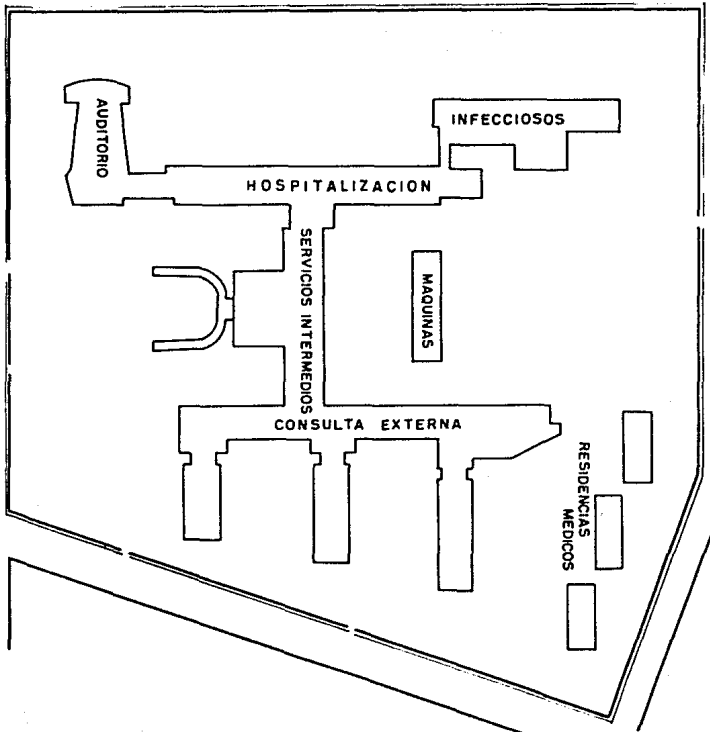 AUDITORIO
INFECCIOSOS
HOSPITALIZACION
SERVICIOS INTERMEDIOS
MAQUINAS
CONSULTA EXTERNA
RESIDENCIAS
MEDICOS